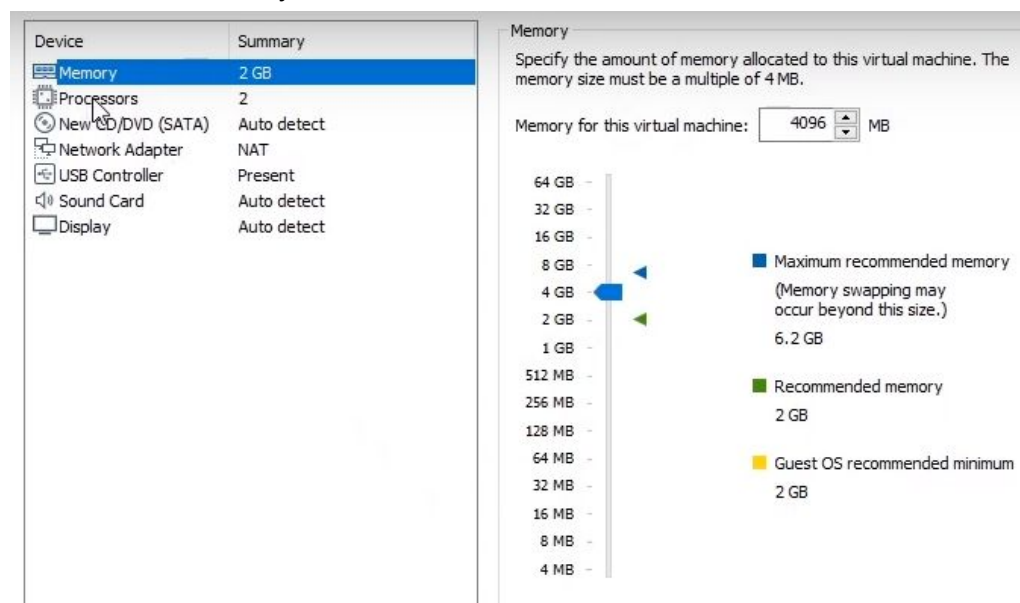 Device Summary
Memory 2 GB
Processors 2
New CD/DVD (SATA) Auto detect
Network Adapter NAT
USB Controller Present
Sound Card Auto detect
Display Auto detect
Memory
Specify the amount of memory allocated to this virtual machine. The
memory size must be a multiple of 4 MB.
Memory for this virtual machine: 4096 MB
64 GB
32 GB
16 GB
8 GB
4 GB
2 GB
1 GB
512 MB
256 MB
128 MB
64 MB
32 MB
16 MB
8 MB
4 MB
Maximum recommended memory
(Memory swapping may
occur beyond this size.)
6.2 GB
Recommended memory
2 GB
Guest OS recommended minimum
2 GB